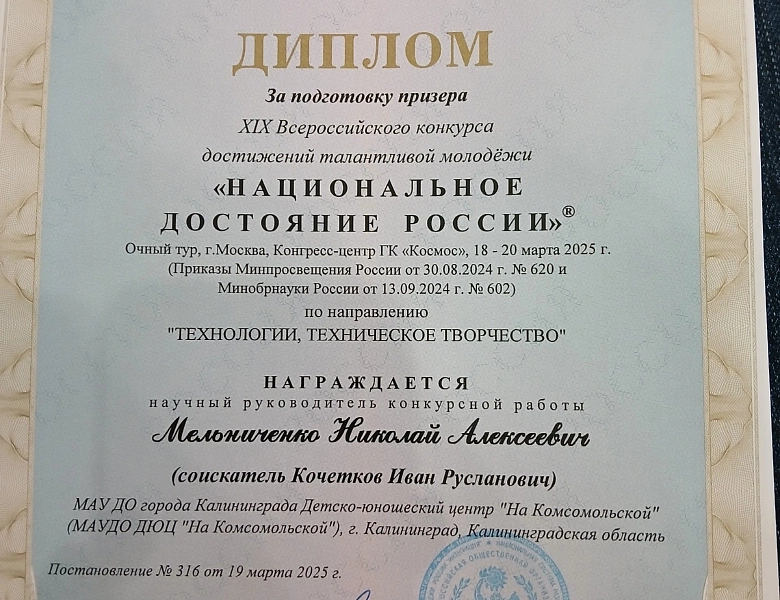 ДИПЛОМ
За подготовку призера
XIX Всероссийского конкурса
достижений талантливой молодёжи
«НАЦИОНАЛЬНОЕ
ДОСТОЯНИЕ РОССИИ»®
Очный тур, г.Москва, Конгресс-центр ГК «Космос», 18 - 20 марта 2025 г.
(Приказы Минпросвещения России от 30.08.2024 г. № 620 и
Минобрнауки России от 13.09.2024 г. № 602)
по направлению
"ТЕХНОЛОГИИ, ТЕХНИЧЕСКОЕ ТВОРЧЕСТВО"
НАГРАЖДАЕТСЯ
научный руководитель конкурсной работы
Мельниченко Николай Алексеевич
(соискатель Кочетков Иван Русланович)
МАУ ДО города Калининграда Детско-юношеский центр "На Комсомольской"
(МАУДО ДЮЦ "На Комсомольской"), г. Калининград, Калининградская область
Постановление № 316 от 19 марта 2025 г.